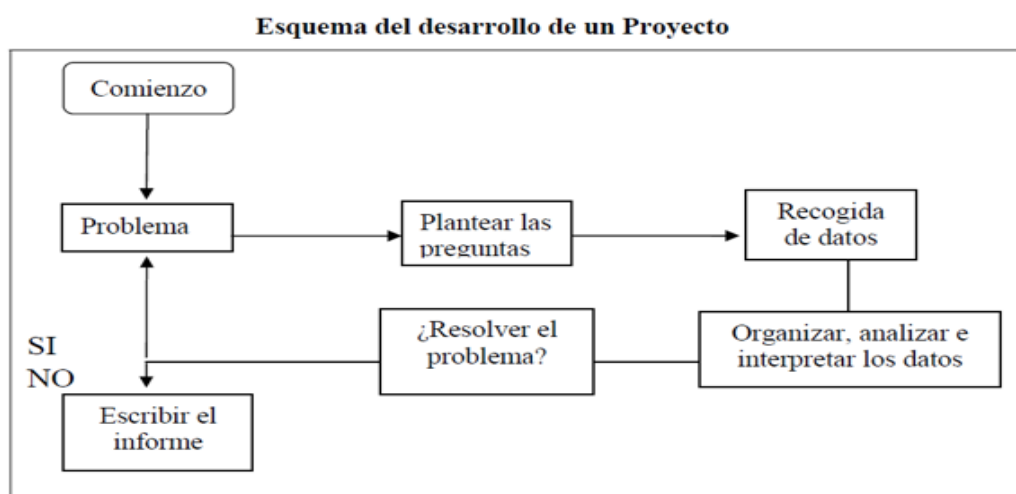 Esquema del desarrollo de un Proyecto
Comienzo
Problema
Plantear las
preguntas
Recogida
de datos
¿Resolver el
problema?
Organizar, analizar e
interpretar los datos
SI
NO
Escribir el
informe